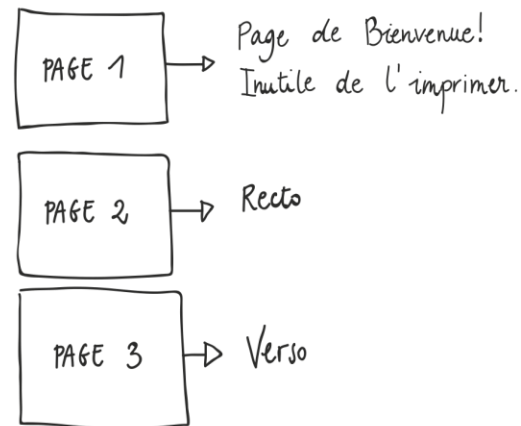 PAGE 1
Page de Bienvenue!
Inutile de l'imprimer.
PAGE 2
Recto
PAGE 3
Verso